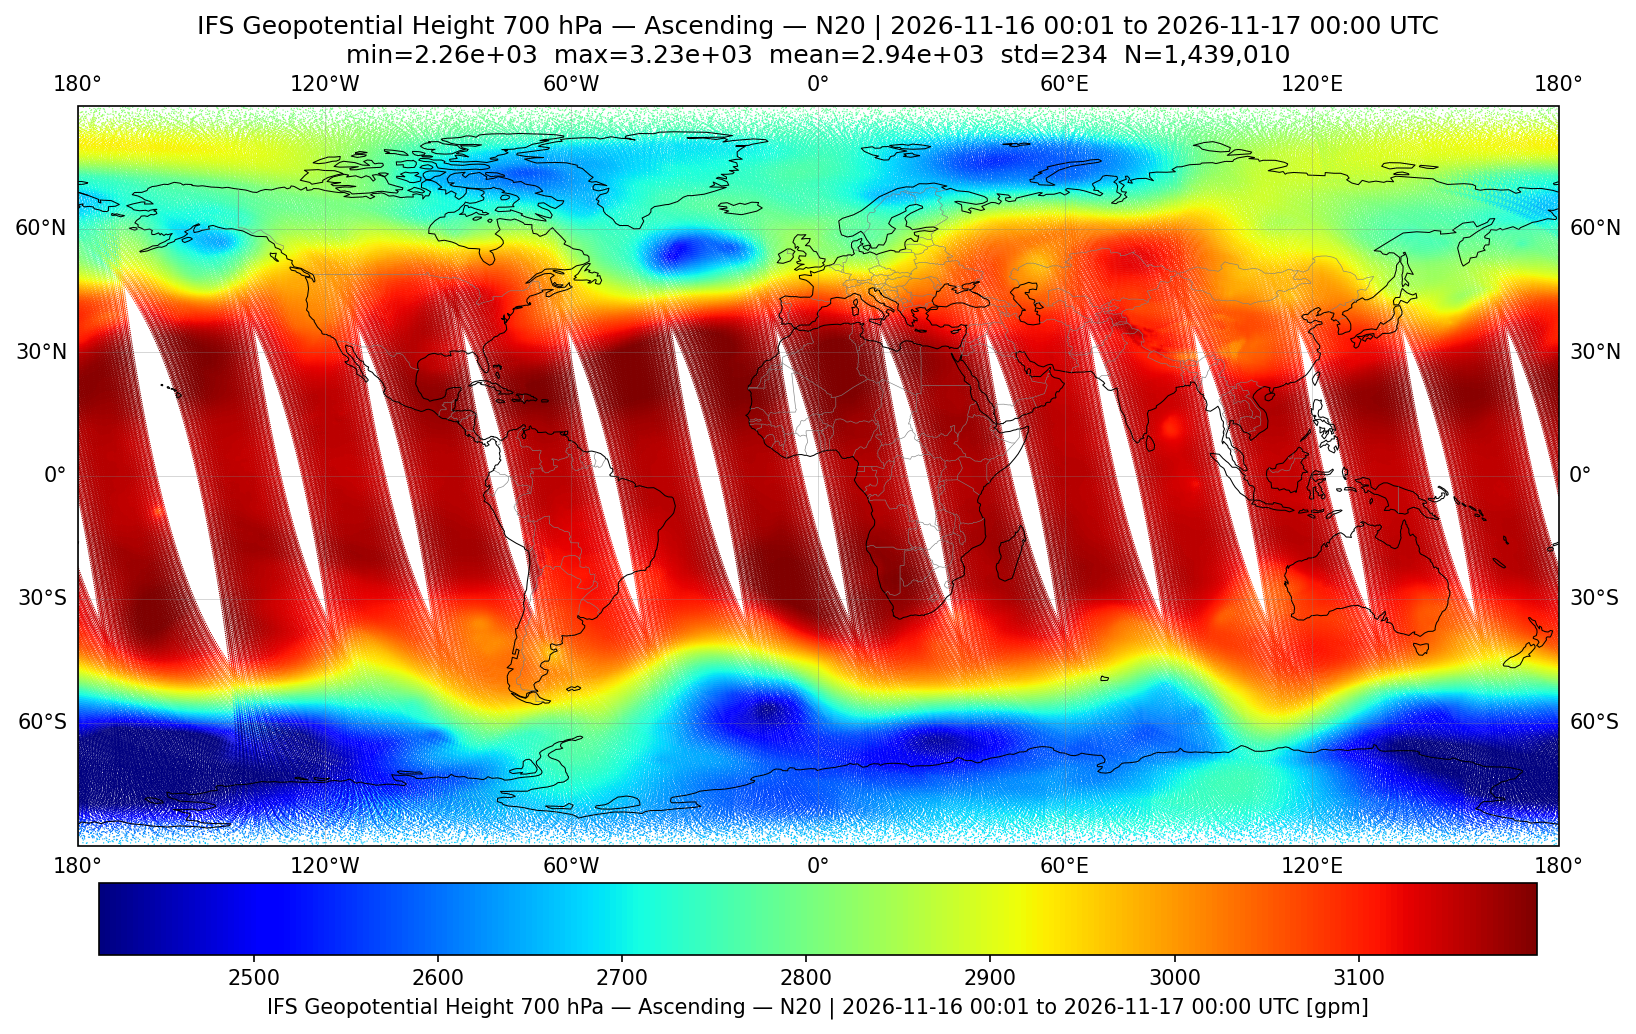 IFS Geopotential Height 700 hPa — Ascending — N20 | 2026-11-16 00:01 to 2026-11-17 00:00 UTC
min=2.26e+03 max=3.23e+03 mean=2.94e+03 std=234 N=1,439,010
180° 120°W 60°W 0° 60°E 120°E 180°
60°N 60°N
30°N 30°N
0° 0°
30°S 30°S
60°S 60°S
180° 120°W 60°W 0° 60°E 120°E 180°
2500 2600 2700 2800 2900 3000 3100
IFS Geopotential Height 700 hPa — Ascending — N20 | 2026-11-16 00:01 to 2026-11-17 00:00 UTC [gpm]